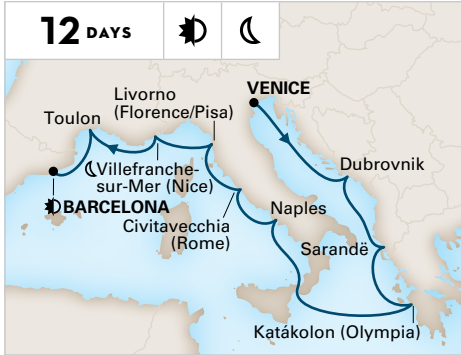 12 DAYS
VENICE
Livorno
(Florence/Pisa)
Toulon
Dubrovnik
Villefranche-
sur-Mer (Nice)
BARCELONA
Civitavecchia
(Rome)
Naples
Sarandë
Katákolon (Olympia)